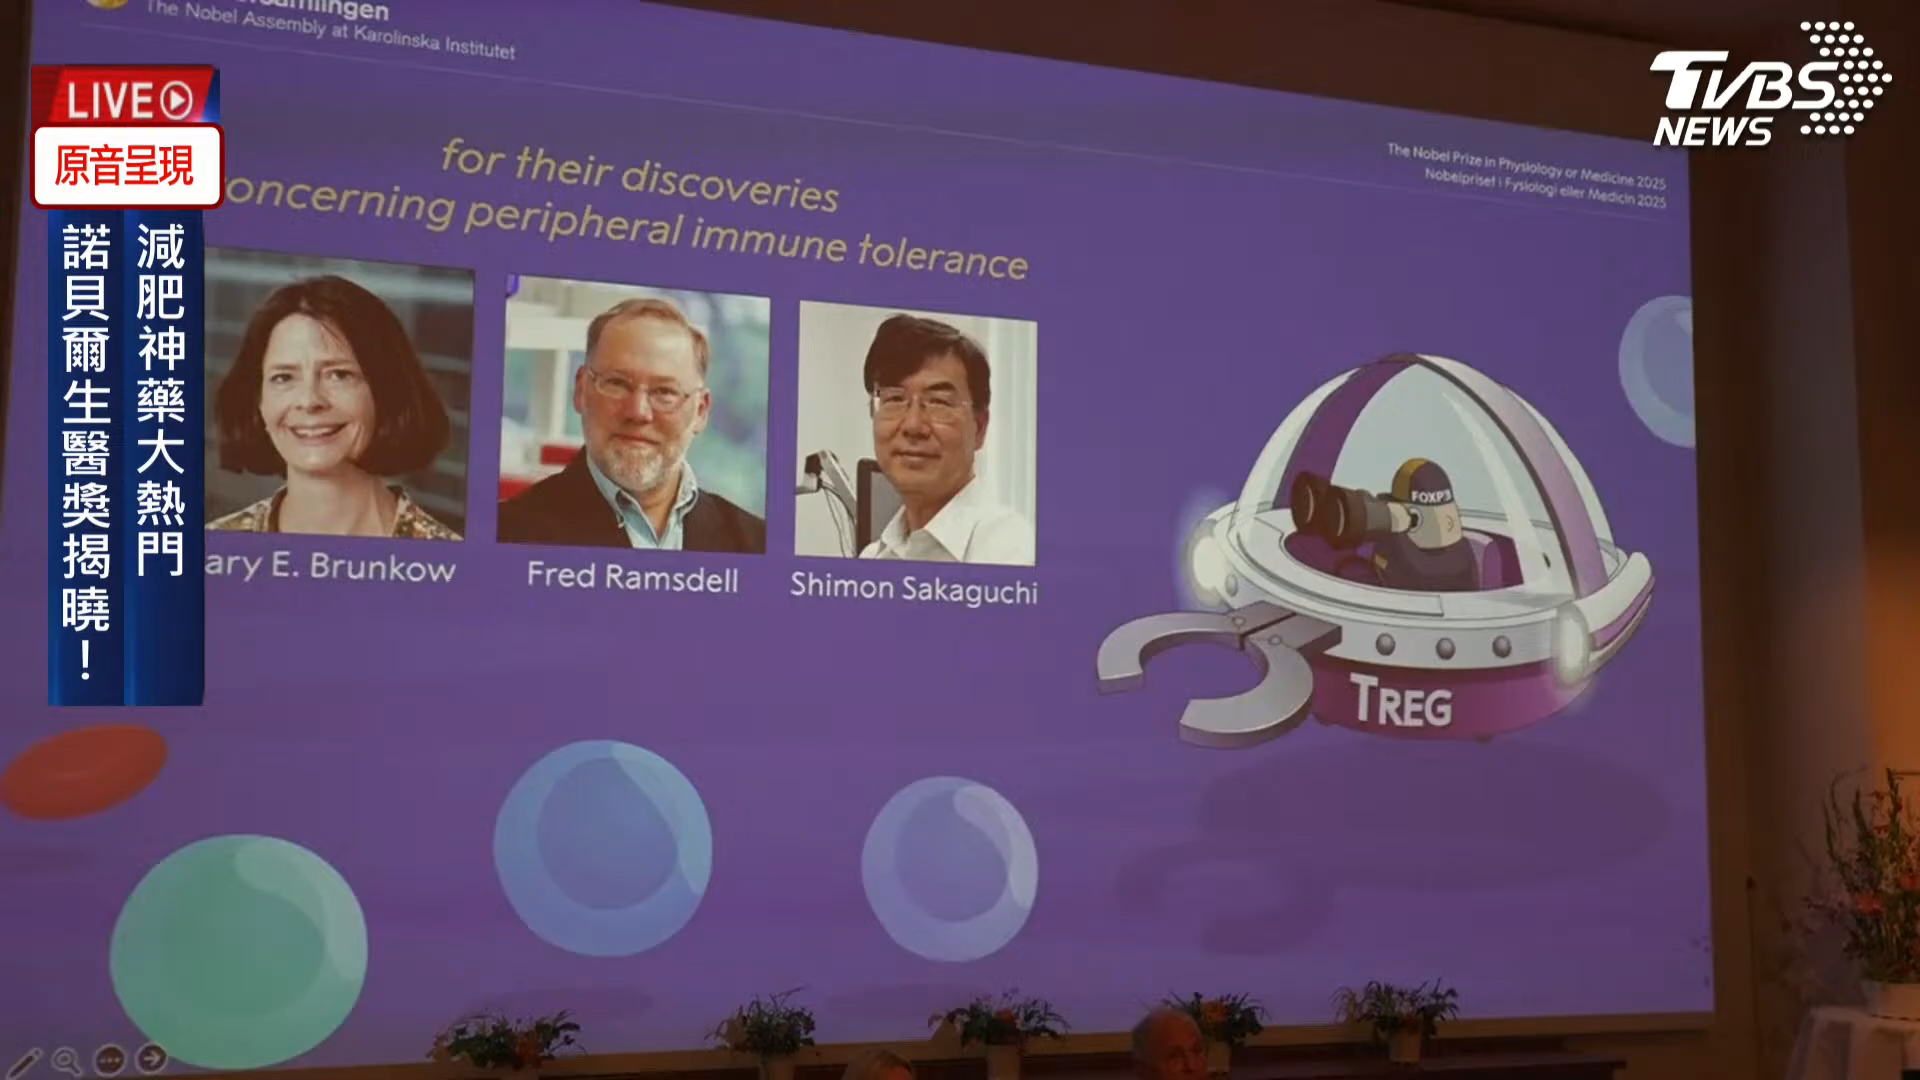 The Nobel Assembly at Karolinska Institutet
LIVE
原音呈現
減肥神藥大熱門
諾貝爾生醫獎揭曉！
TVBS
NEWS
The Nobel Prize in Physiology or Medicine 2025
Nobelpriset i Fysiologi eller Medicin 2025
for their discoveries
concerning peripheral immune tolerance
ary E. Brunkow
Fred Ramsdell
Shimon Sakaguchi
FOXP3
TREG